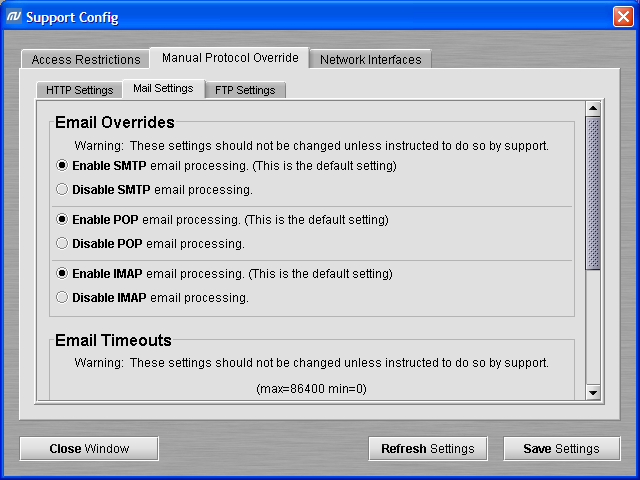 Support Config
Access Restrictions Manual Protocol Override Network Interfaces
HTTP Settings Mail Settings FTP Settings
Email Overrides
Warning: These settings should not be changed unless instructed to do so by support.
Enable SMTP email processing. (This is the default setting)
Disable SMTP email processing.
Enable POP email processing. (This is the default setting)
Disable POP email processing.
Enable IMAP email processing. (This is the default setting)
Disable IMAP email processing.
Email Timeouts
Warning: These settings should not be changed unless instructed to do so by support.
(max=86400 min=0)
Close Window Refresh Settings Save Settings